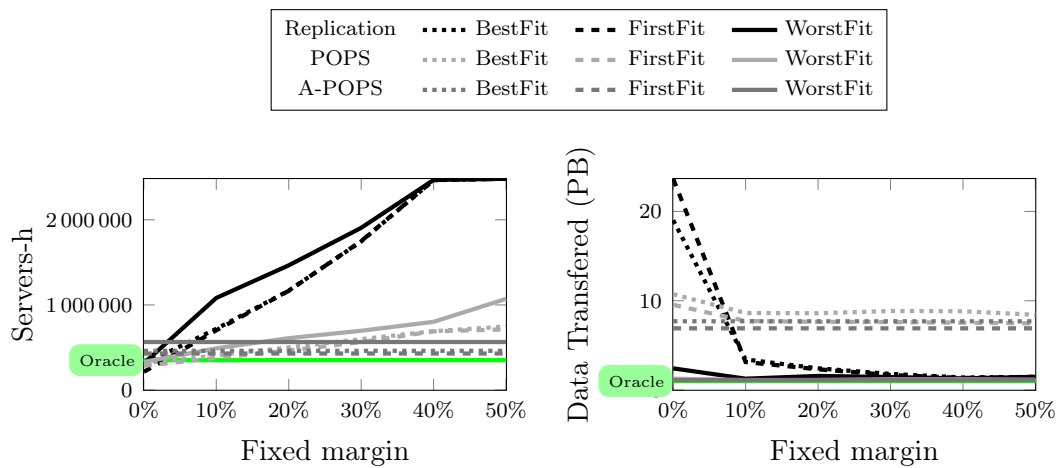 Replication BestFit FirstFit WorstFit
POPS BestFit FirstFit WorstFit
A-POPS BestFit FirstFit WorstFit
Servers-h
2 000 000
1 000 000
0
Oracle
0% 10% 20% 30% 40% 50%
Fixed margin
Data Transfered (PB)
20
10
0
Oracle
0% 10% 20% 30% 40% 50%
Fixed margin